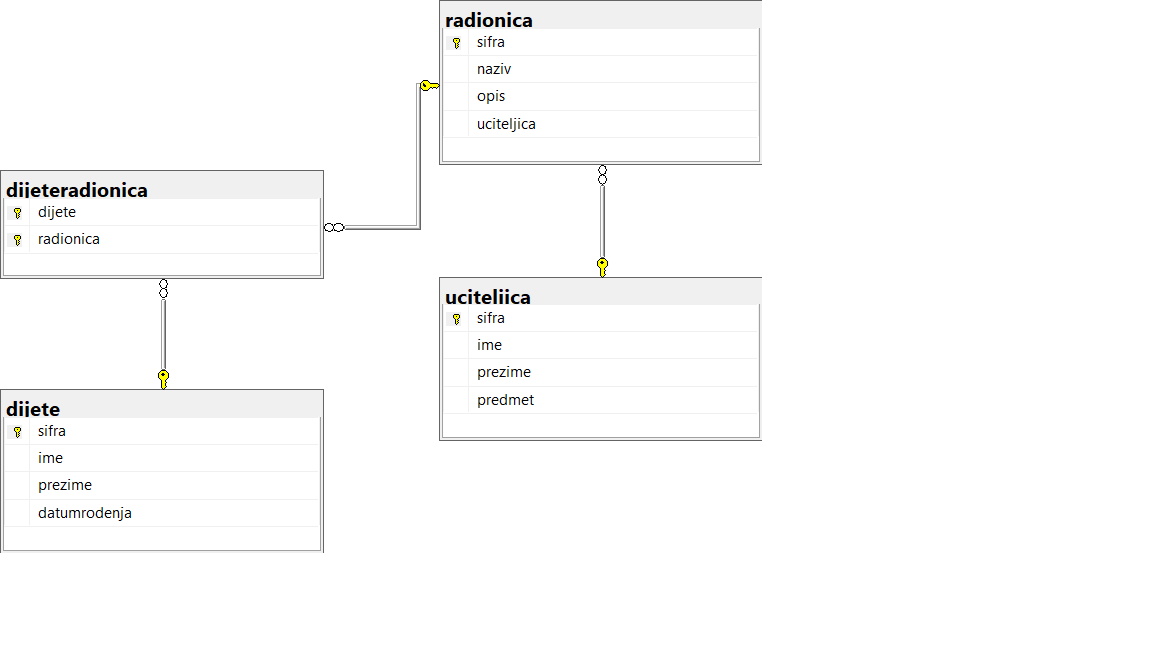 radionica
sifra
naziv
opis
uciteljica
dijeteradionica
dijete
radionica
uciteljica
sifra
ime
prezime
predmet
dijete
sifra
ime
prezime
datumrodenja